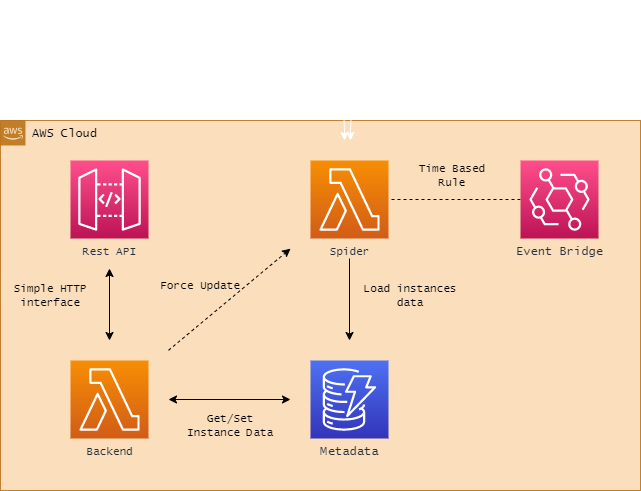 aws
AWS Cloud
Time Based
Rule
Rest API
Spider
Event Bridge
Simple HTTP
interface
Force Update
Load instances
data
Get/Set
Instance Data
Backend
Metadata